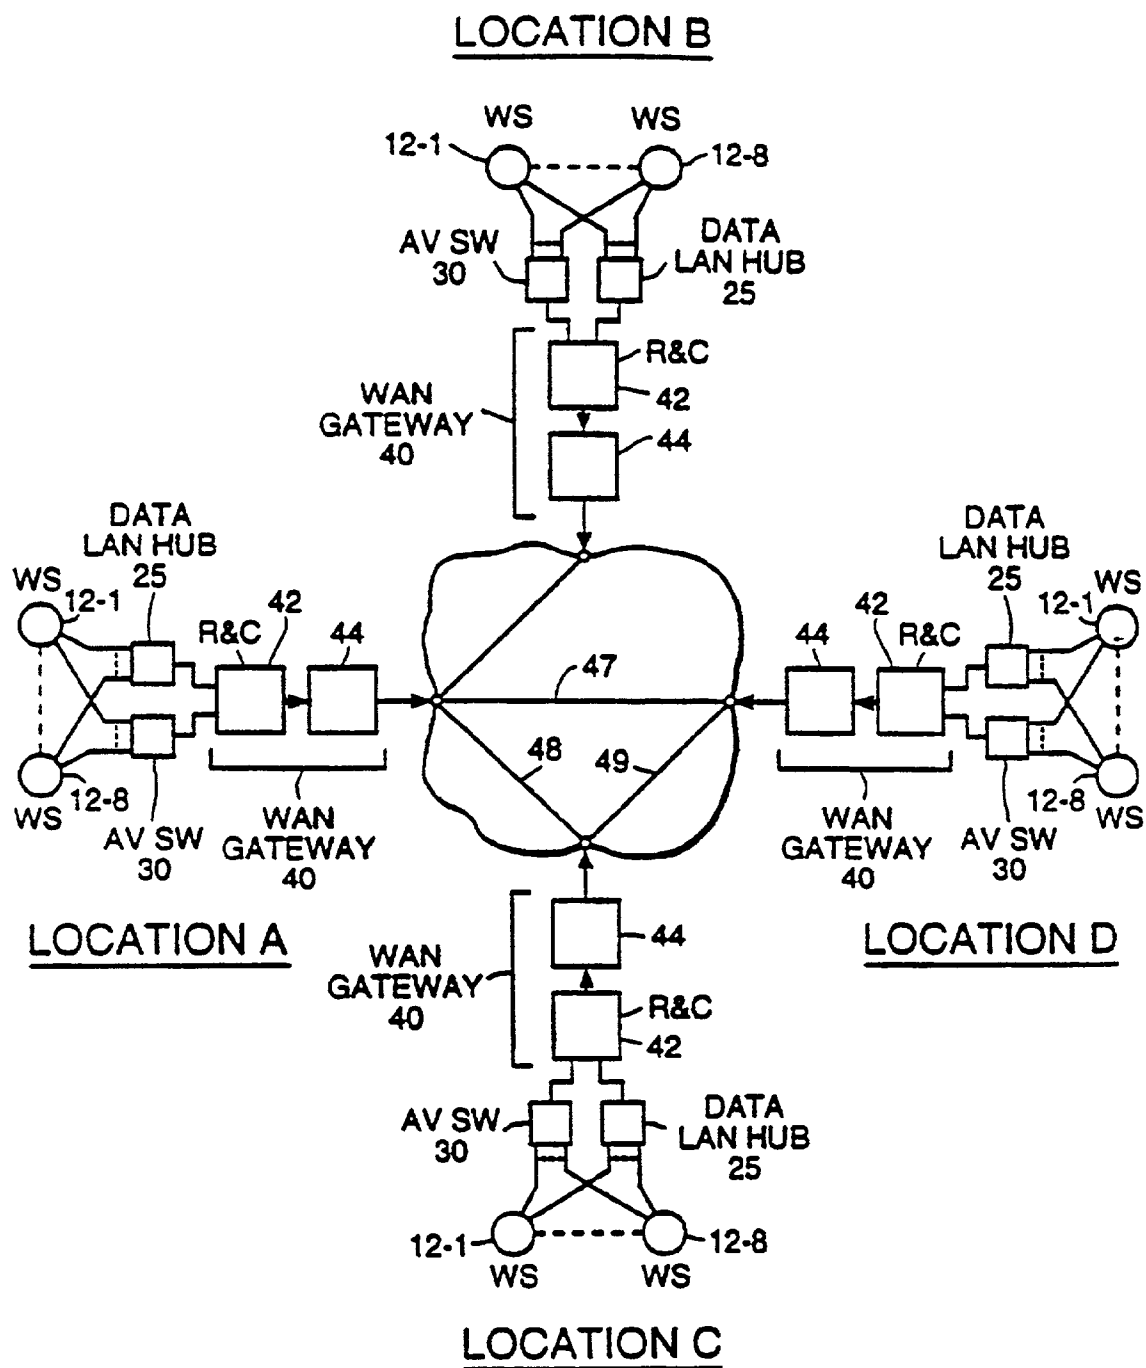 LOCATION B
WS
WS
12-1
12-8
AV SW
30
DATA
LAN HUB
25
R&C
42
WAN
GATEWAY
40
44
DATA
LAN HUB
25
WS
12-1
R&C
42
44
12-8
WS
AV SW
30
WAN
GATEWAY
40
LOCATION A
47
48
49
DATA
LAN HUB
25
WS
12-1
42
R&C
44
12-8
WS
AV SW
30
WAN
GATEWAY
40
LOCATION D
44
WAN
GATEWAY
40
R&C
42
AV SW
30
DATA
LAN HUB
25
12-1
12-8
WS
WS
LOCATION C